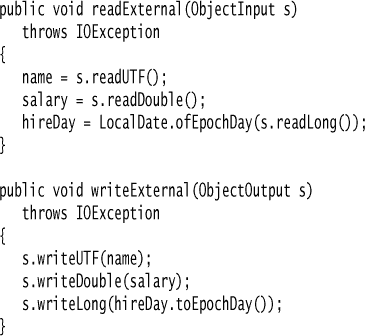 public void readExternal(ObjectInput s)
   throws IOException
{
   name = s.readUTF();
   salary = s.readDouble();
   hireDay = LocalDate.ofEpochDay(s.readLong());
}

public void writeExternal(ObjectOutput s)
   throws IOException
{
   s.writeUTF(name);
   s.writeDouble(salary);
   s.writeLong(hireDay.toEpochDay());
}